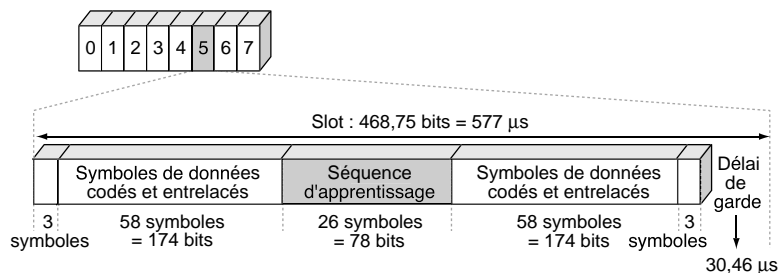 0 1 2 3 4 5 6 7
Slot : 468,75 bits = 577 μs
Symboles de données
codés et entrelacés
Séquence
d'apprentissage
Symboles de données
codés et entrelacés
Délai
de
garde
3
symboles
58 symboles
= 174 bits
26 symboles
= 78 bits
58 symboles
= 174 bits
3
symboles
30,46 μs